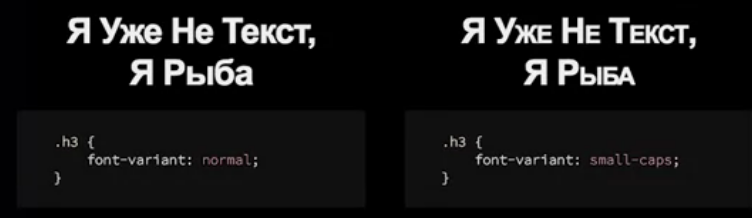 Я Уже Не Текст,
Я Рыба
.h3 {
font-variant: normal;
}
Я Уже Не Текст,
Я Рыба
.h3 {
font-variant: small-caps;
}